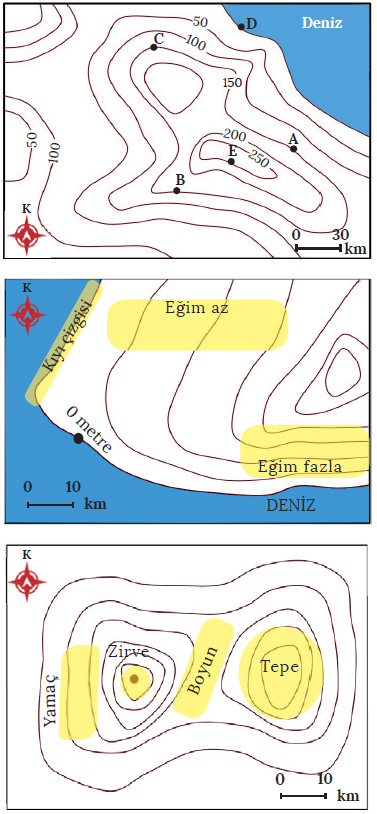 50
D
Deniz
100
C
150
50
100
200
A
E
250
B
K
0 30
km
K
Kıyı çizgisi
Eğim az
0 metre
Eğim fazla
0 10
km
DENİZ
K
Zirve
Boyun
Tepe
Yamaç
0 10
km